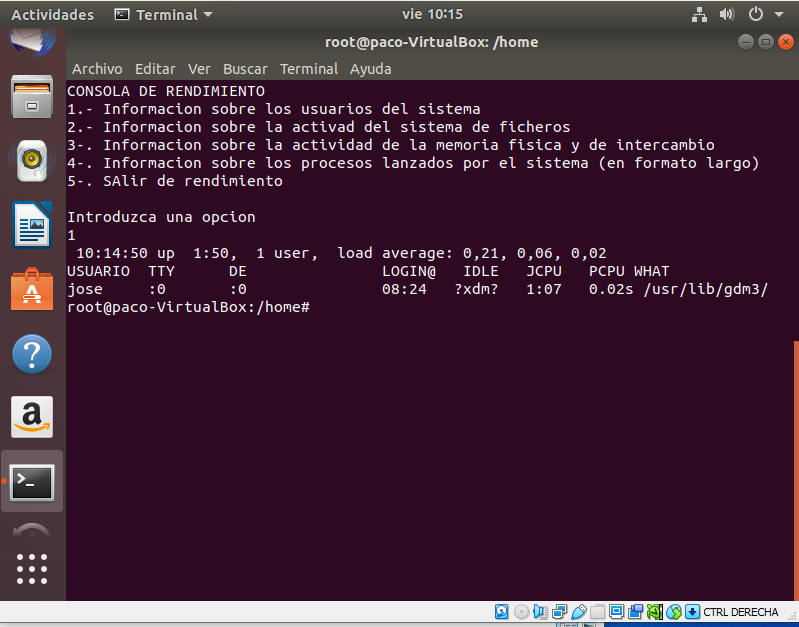 Actividades Terminal vie 10:15
root@paco-VirtualBox: /home
Archivo Editar Ver Buscar Terminal Ayuda
CONSOLA DE RENDIMIENTO
1.- Informacion sobre los usuarios del sistema
2.- Informacion sobre la activad del sistema de ficheros
3-. Informacion sobre la actividad de la memoria fisica y de intercambio
4-. Informacion sobre los procesos lanzados por el sistema (en formato largo)
5-. SAlir de rendimiento
Introduzca una opcion
1
10:14:50 up 1:50, 1 user, load average: 0,21, 0,06, 0,02
USUARIO TTY DE LOGIN@ IDLE JCPU PCPU WHAT
jose :0 :0 08:24 ?xdm? 1:07 0.02s /usr/lib/gdm3/
root@paco-VirtualBox:/home#
CTRL DERECHA